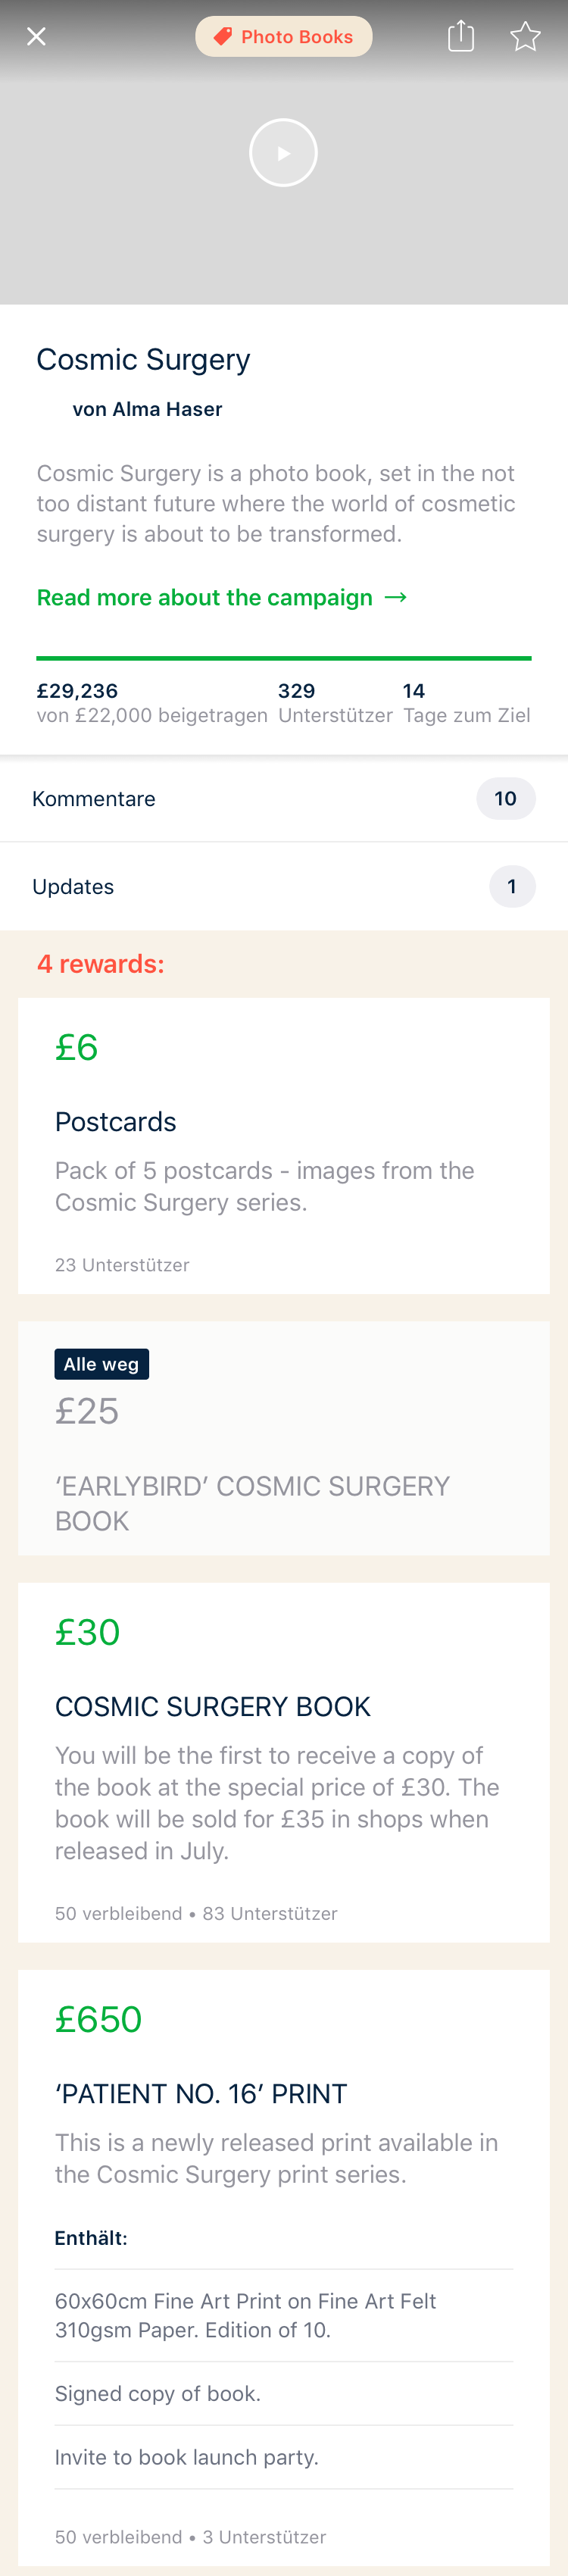 Photo Books
Cosmic Surgery
von Alma Haser
Cosmic Surgery is a photo book, set in the not
too distant future where the world of cosmetic
surgery is about to be transformed.
Read more about the campaign →
£29,236
von £22,000 beigetragen
329
Unterstützer
14
Tage zum Ziel
Kommentare
10
Updates
1
4 rewards:
£6
Postcards
Pack of 5 postcards - images from the
Cosmic Surgery series.
23 Unterstützer
Alle weg
£25
‘EARLYBIRD’ COSMIC SURGERY
BOOK
£30
COSMIC SURGERY BOOK
You will be the first to receive a copy of
the book at the special price of £30. The
book will be sold for £35 in shops when
released in July.
50 verbleibend • 83 Unterstützer
£650
‘PATIENT NO. 16’ PRINT
This is a newly released print available in
the Cosmic Surgery print series.
Enthält:
60x60cm Fine Art Print on Fine Art Felt
310gsm Paper. Edition of 10.
Signed copy of book.
Invite to book launch party.
50 verbleibend • 3 Unterstützer